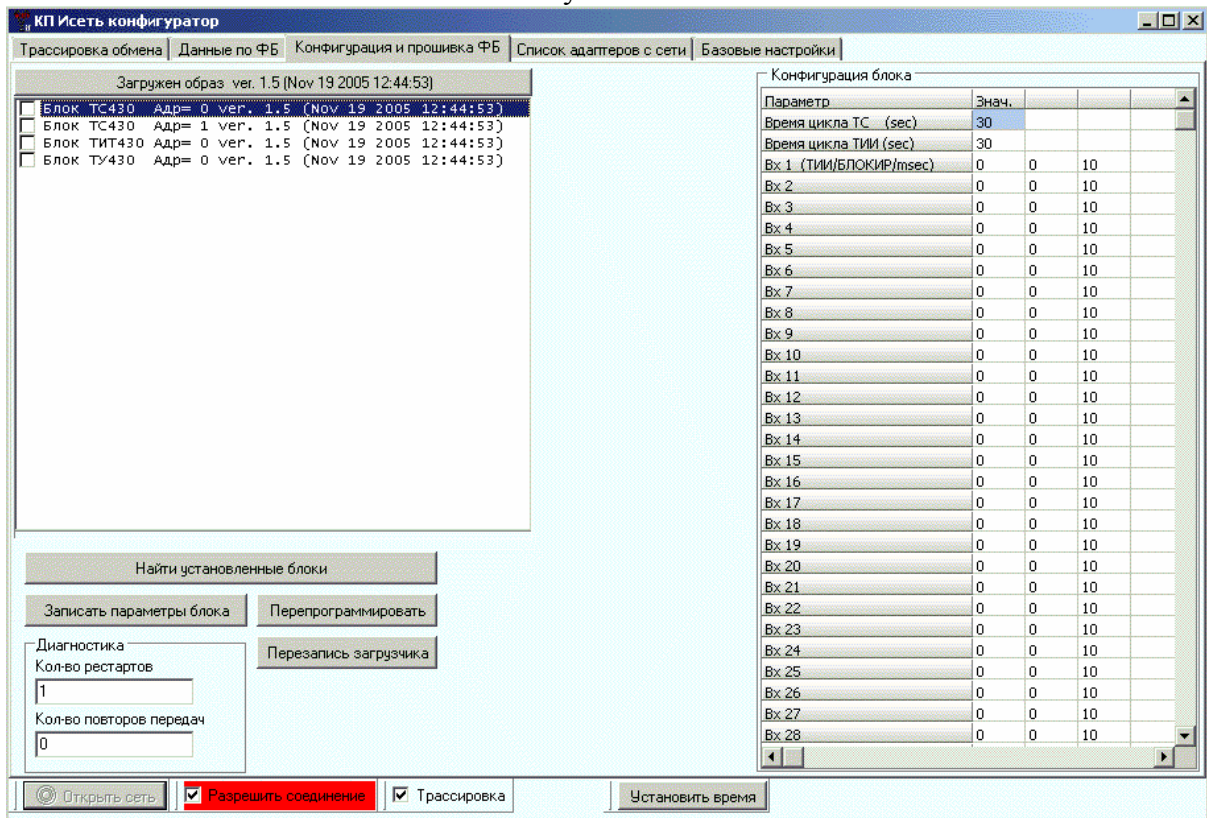 КП Исеть конфигуратор
Трассировка обмена Данные по ФБ Конфигурация и прошивка ФБ Список адаптеров с сети Базовые настройки
Загружен образ ver. 1.5 (Nov 19 2005 12:44:53)
Блок ТС430 Адр= 0 ver. 1.5 (Nov 19 2005 12:44:53)
Блок ТС430 Адр= 1 ver. 1.5 (Nov 19 2005 12:44:53)
Блок ТИТ430 Адр= 0 ver. 1.5 (Nov 19 2005 12:44:53)
Блок ТУ430 Адр= 0 ver. 1.5 (Nov 19 2005 12:44:53)
Найти установленные блоки
Записать параметры блока Перепрограммировать
Перезапись загрузчика
Диагностика
Кол-во рестартов
1
Кол-во повторов передач
0
Конфигурация блока
Параметр Знач.
Время цикла ТС (sec) 30
Время цикла ТИИ (sec) 30
Вх 1 (ТИИ/БЛОКИР/msec) 0 0 10
Вх 2 0 0 10
Вх 3 0 0 10
Вх 4 0 0 10
Вх 5 0 0 10
Вх 6 0 0 10
Вх 7 0 0 10
Вх 8 0 0 10
Вх 9 0 0 10
Вх 10 0 0 10
Вх 11 0 0 10
Вх 12 0 0 10
Вх 13 0 0 10
Вх 14 0 0 10
Вх 15 0 0 10
Вх 16 0 0 10
Вх 17 0 0 10
Вх 18 0 0 10
Вх 19 0 0 10
Вх 20 0 0 10
Вх 21 0 0 10
Вх 22 0 0 10
Вх 23 0 0 10
Вх 24 0 0 10
Вх 25 0 0 10
Вх 26 0 0 10
Вх 27 0 0 10
Вх 28 0 0 10
Открыть сеть Разрешить соединение Трассировка Установить время